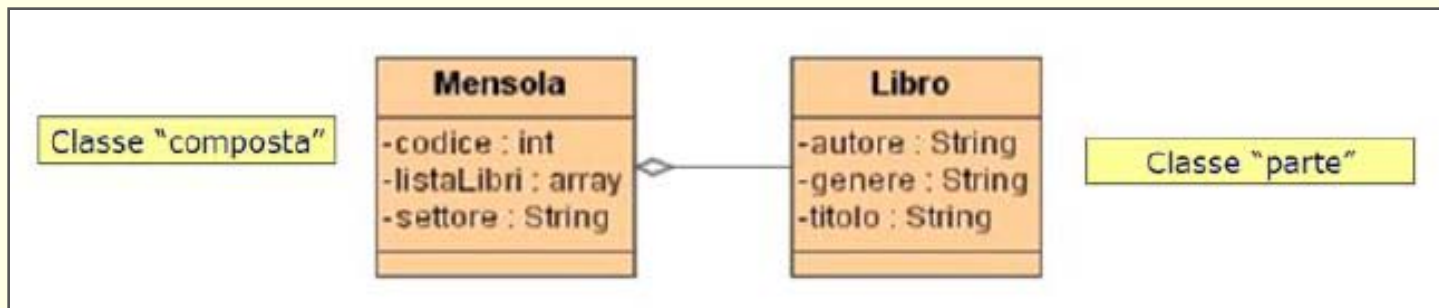 Classe "composta"
Mensola
-codice : int
-listaLibri : array
-settore : String
Libro
-autore : String
-genere : String
-titolo : String
Classe "parte"